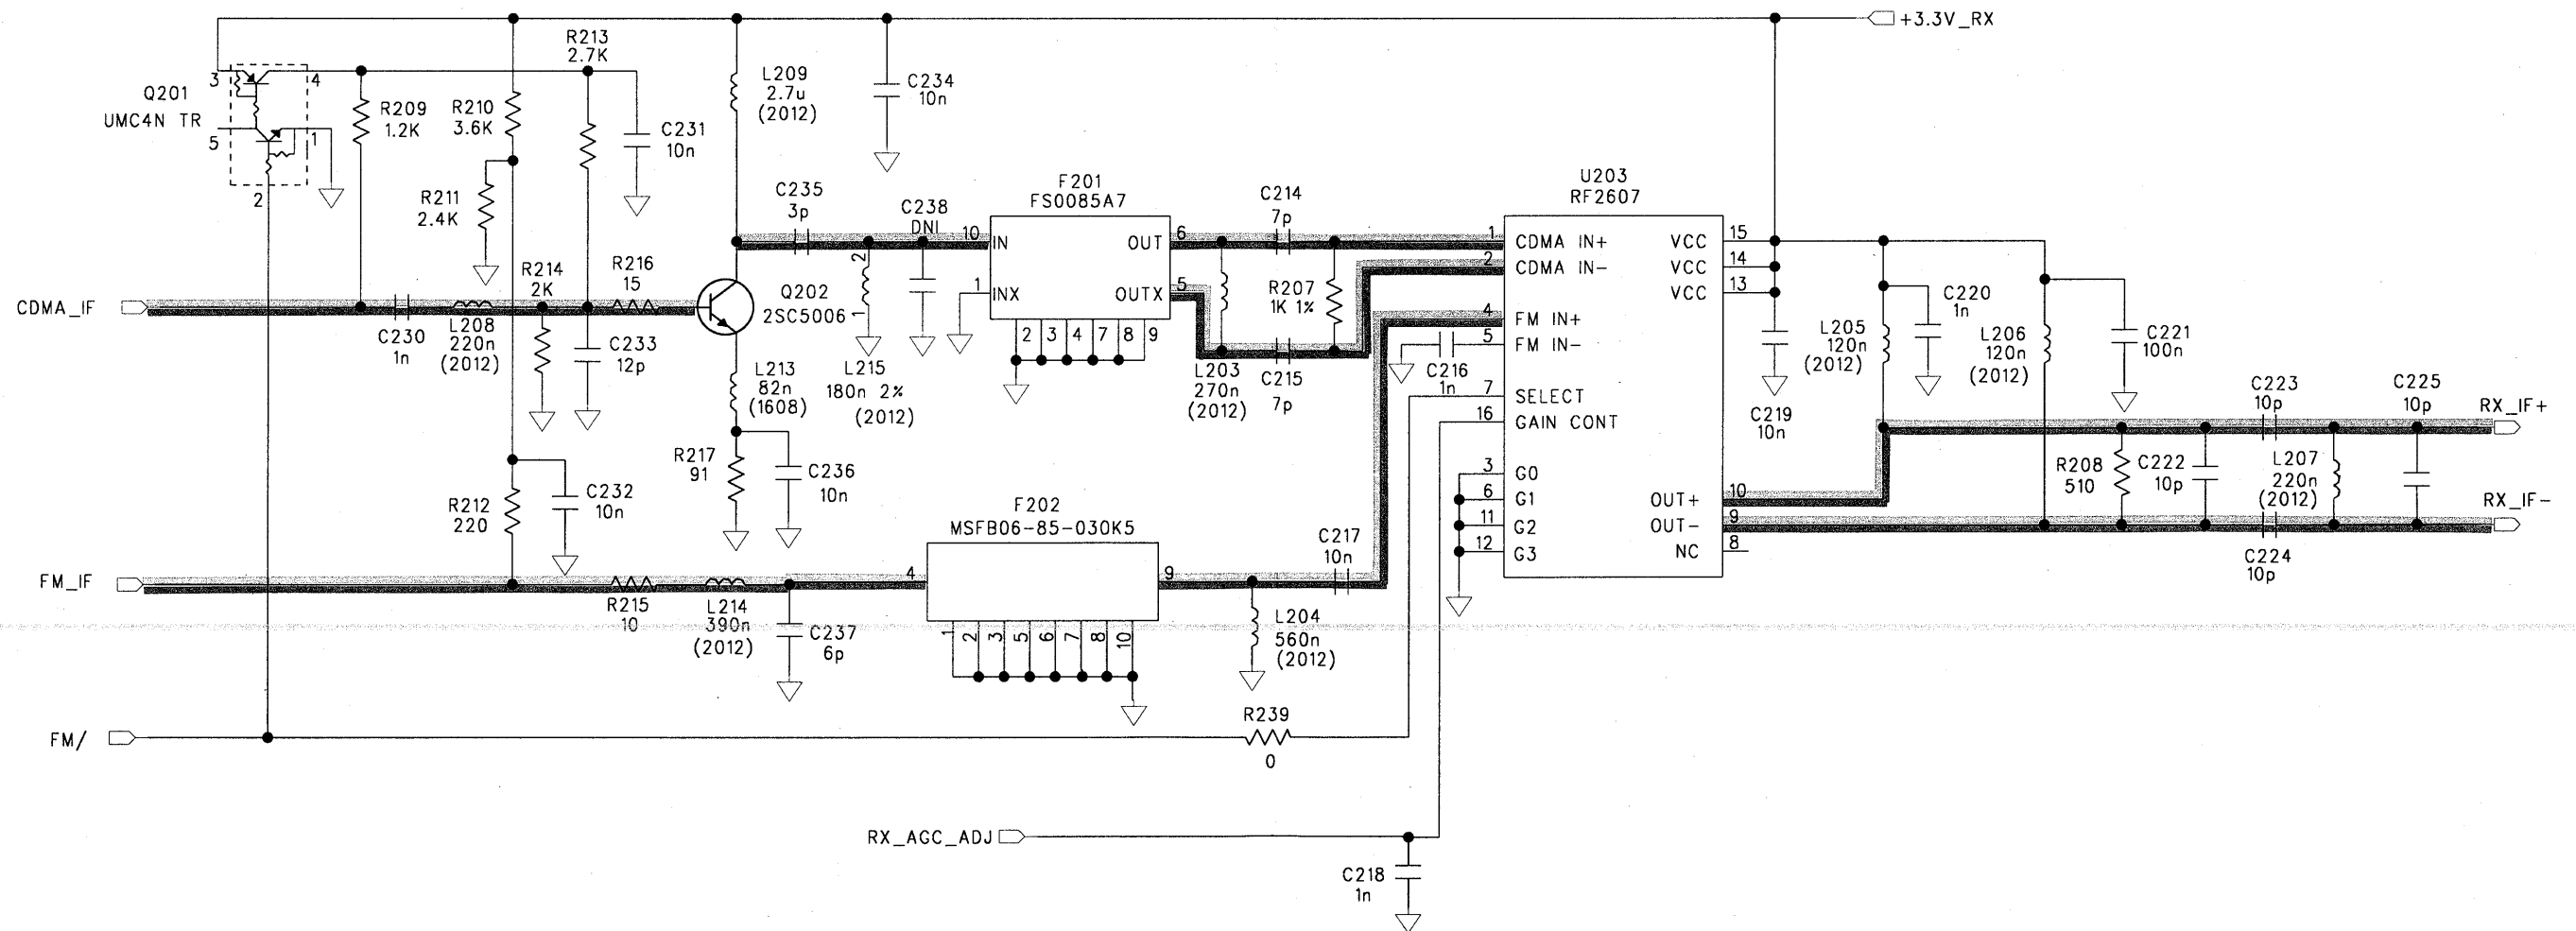 +3.3V_RX
R213
2.7K
3
4
Q201
UMC4N TR
5
1
2
R209
1.2K
R210
3.6K
C231
10n
L209
2.7u
(2012)
C234
10n
R211
2.4K
C235
3p
C238
DNI
F201
FS0085A7
10
IN
OUT
6
1
INX
OUTX
5
2
3
4
7
8
9
C214
7p
U203
RF2607
1
CDMA IN+
VCC
15
2
CDMA IN-
VCC
14
VCC
13
4
FM IN+
5
FM IN-
7
SELECT
16
GAIN CONT
3
G0
6
G1
OUT+
10
11
G2
OUT-
9
12
G3
NC
8
R214
2K
R216
15
CDMA_IF
C230
1n
L208
220n
(2012)
C233
12p
Q202
2SC5006
2
1
L215
180n 2%
(2012)
L213
82n
(1608)
R207
1K 1%
L203
270n
(2012)
C215
7p
C216
1n
L205
120n
(2012)
C220
1n
L206
120n
(2012)
C221
100n
C219
10n
C223
10p
C225
10p
RX_IF+
R217
91
C236
10n
R208
510
C222
10p
L207
220n
(2012)
RX_IF-
C224
10p
R212
220
C232
10n
F202
MSFB06-85-030K5
4
9
1
2
3
5
6
7
8
10
C217
10n
FM_IF
R215
10
L214
390n
(2012)
C237
6p
L204
560n
(2012)
R239
0
FM/
RX_AGC_ADJ
C218
1n